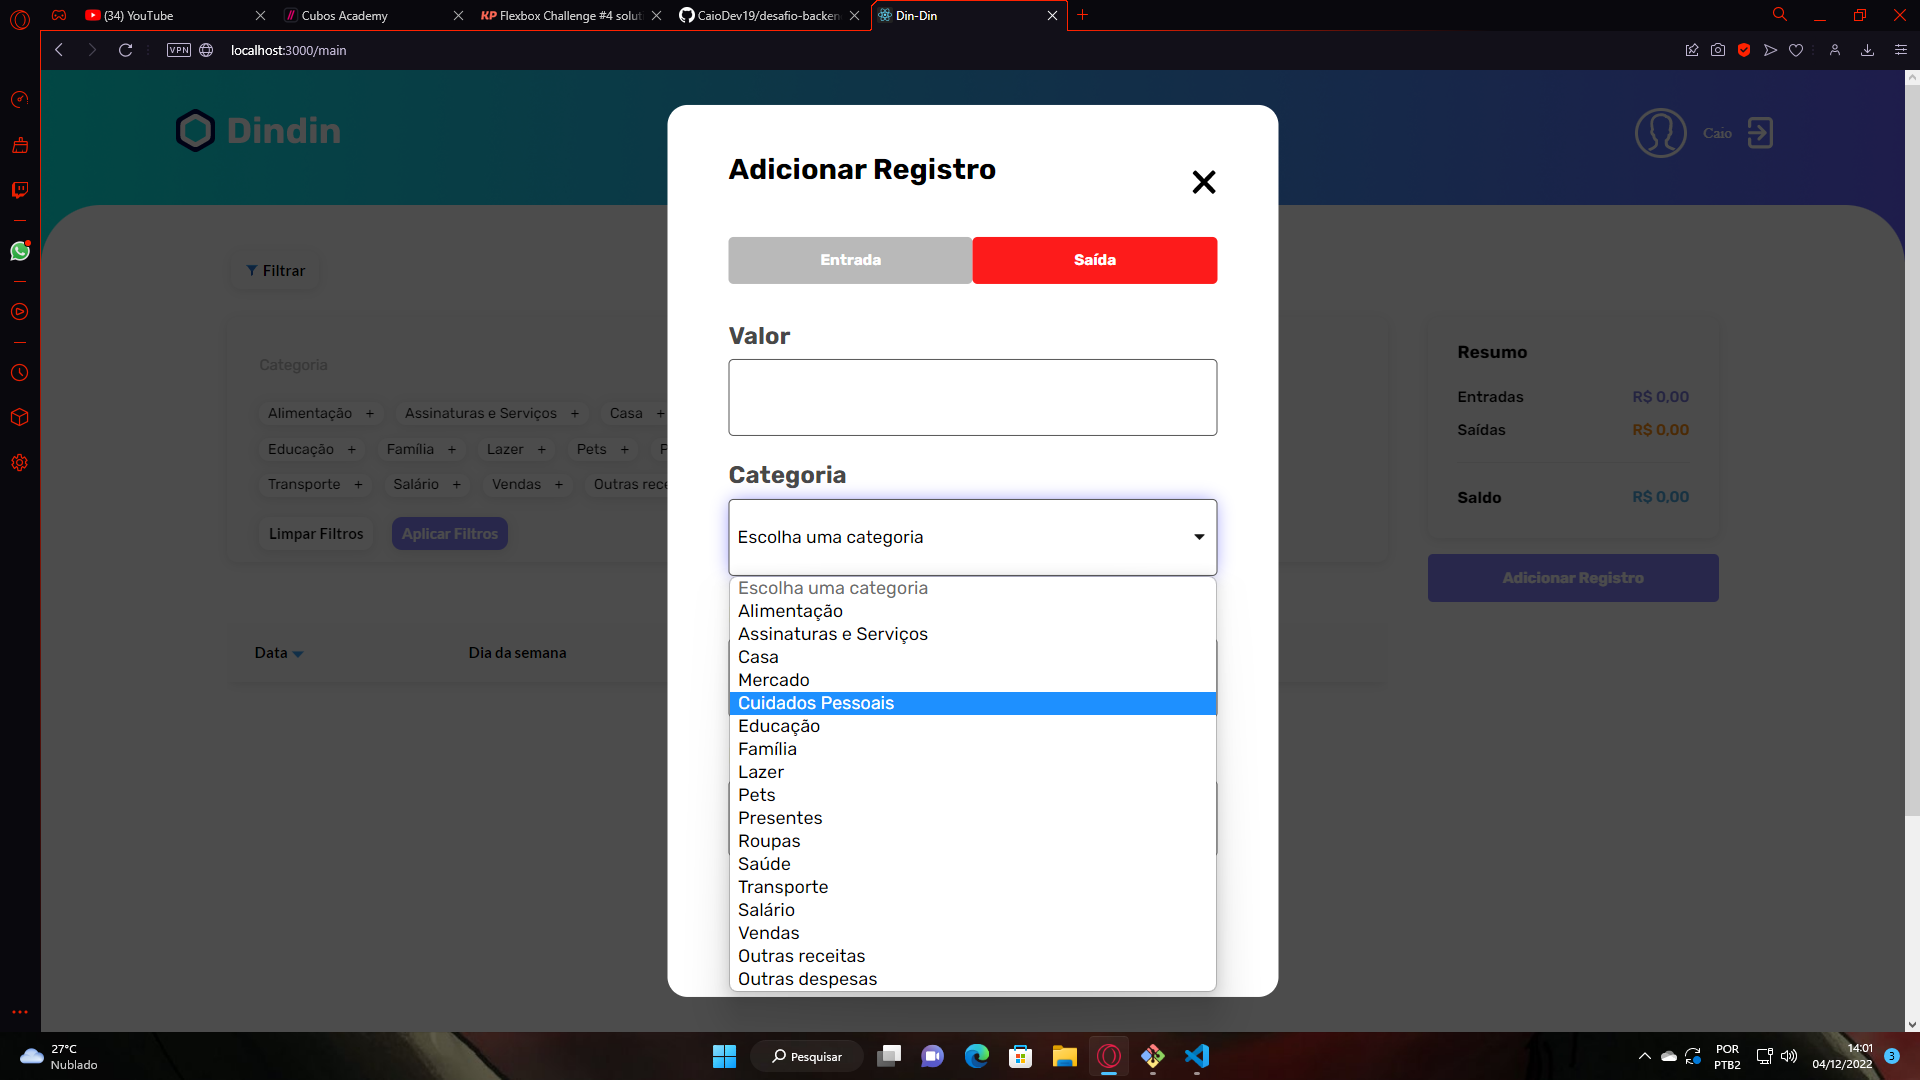 (34) YouTube
Cubos Academy
KP Flexbox Challenge #4 solut
CaioDev19/desafio-backen
Din-Din
VPN
localhost:3000/main
Dindin
Caio
Adicionar Registro
Entrada
Saída
Filtrar
Valor
Categoria
Alimentação +
Assinaturas e Serviços +
Casa +
Educação +
Família +
Lazer +
Pets +
P
Transporte +
Salário +
Vendas +
Outras rece
Limpar Filtros
Aplicar Filtros
Resumo
Entradas R$ 0,00
Saídas R$ 0,00
Saldo R$ 0,00
Adicionar Registro
Categoria
Escolha uma categoria
Escolha uma categoria
Alimentação
Assinaturas e Serviços
Casa
Mercado
Cuidados Pessoais
Educação
Família
Lazer
Pets
Presentes
Roupas
Saúde
Transporte
Salário
Vendas
Outras receitas
Outras despesas
Data
Dia da semana
27°C
Nublado
Pesquisar
POR
PTB2
14:01
04/12/2022
3